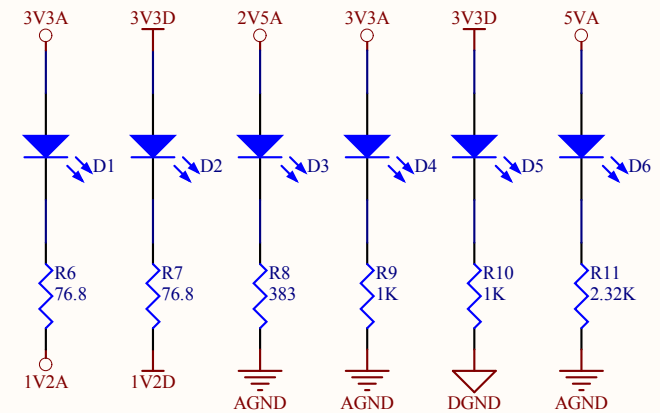 3V3A 3V3D 2V5A 3V3A 3V3D 5VA
D1 D2 D3 D4 D5 D6
R6 R7 R8 R9 R10 R11
76.8 76.8 383 1K 1K 2.32K
1V2A 1V2D AGND AGND DGND AGND